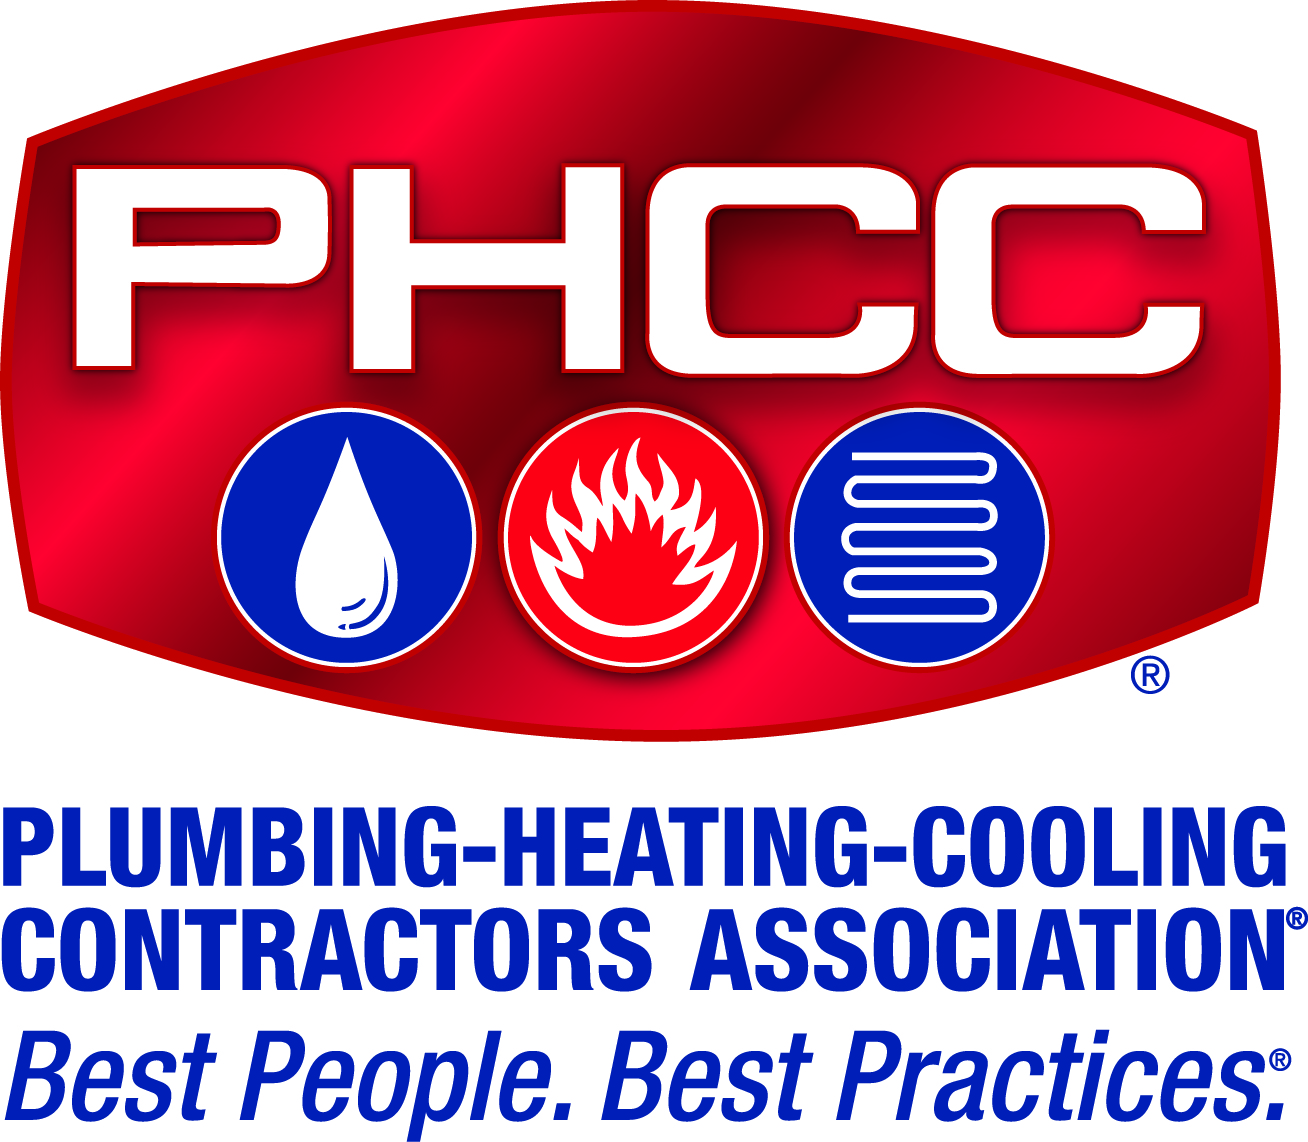 PHCC
®
PLUMBING-HEATING-COOLING
CONTRACTORS ASSOCIATION®
Best People. Best Practices.®